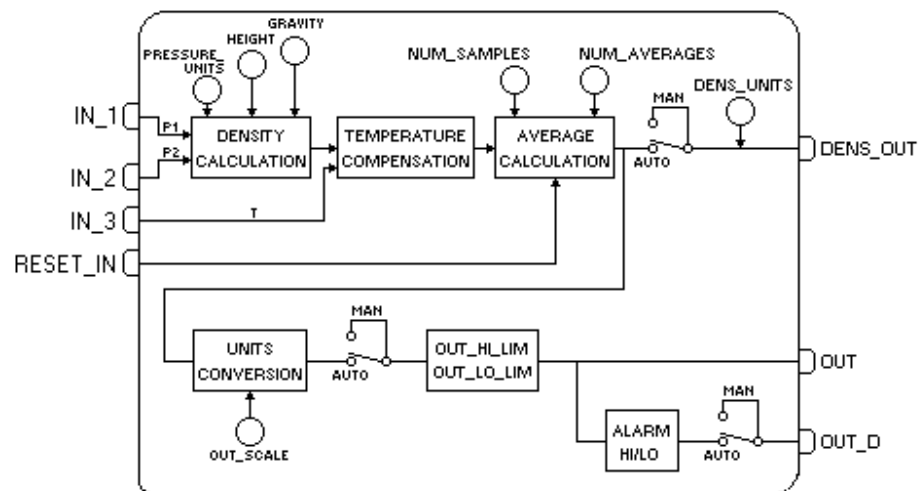 GRAVITY
HEIGHT
PRESSURE_
UNITS
NUM_SAMPLES
NUM_AVERAGES
DENS_UNITS
MAN
IN_1
P1
DENSITY
CALCULATION
TEMPERATURE
COMPENSATION
AVERAGE
CALCULATION
AUTO
DENS_OUT
P2
IN_2
IN_3
T
RESET_IN
MAN
UNITS
CONVERSION
AUTO
OUT_HI_LIM
OUT_LO_LIM
OUT
MAN
OUT_SCALE
ALARM
HI/LO
AUTO
OUT_D